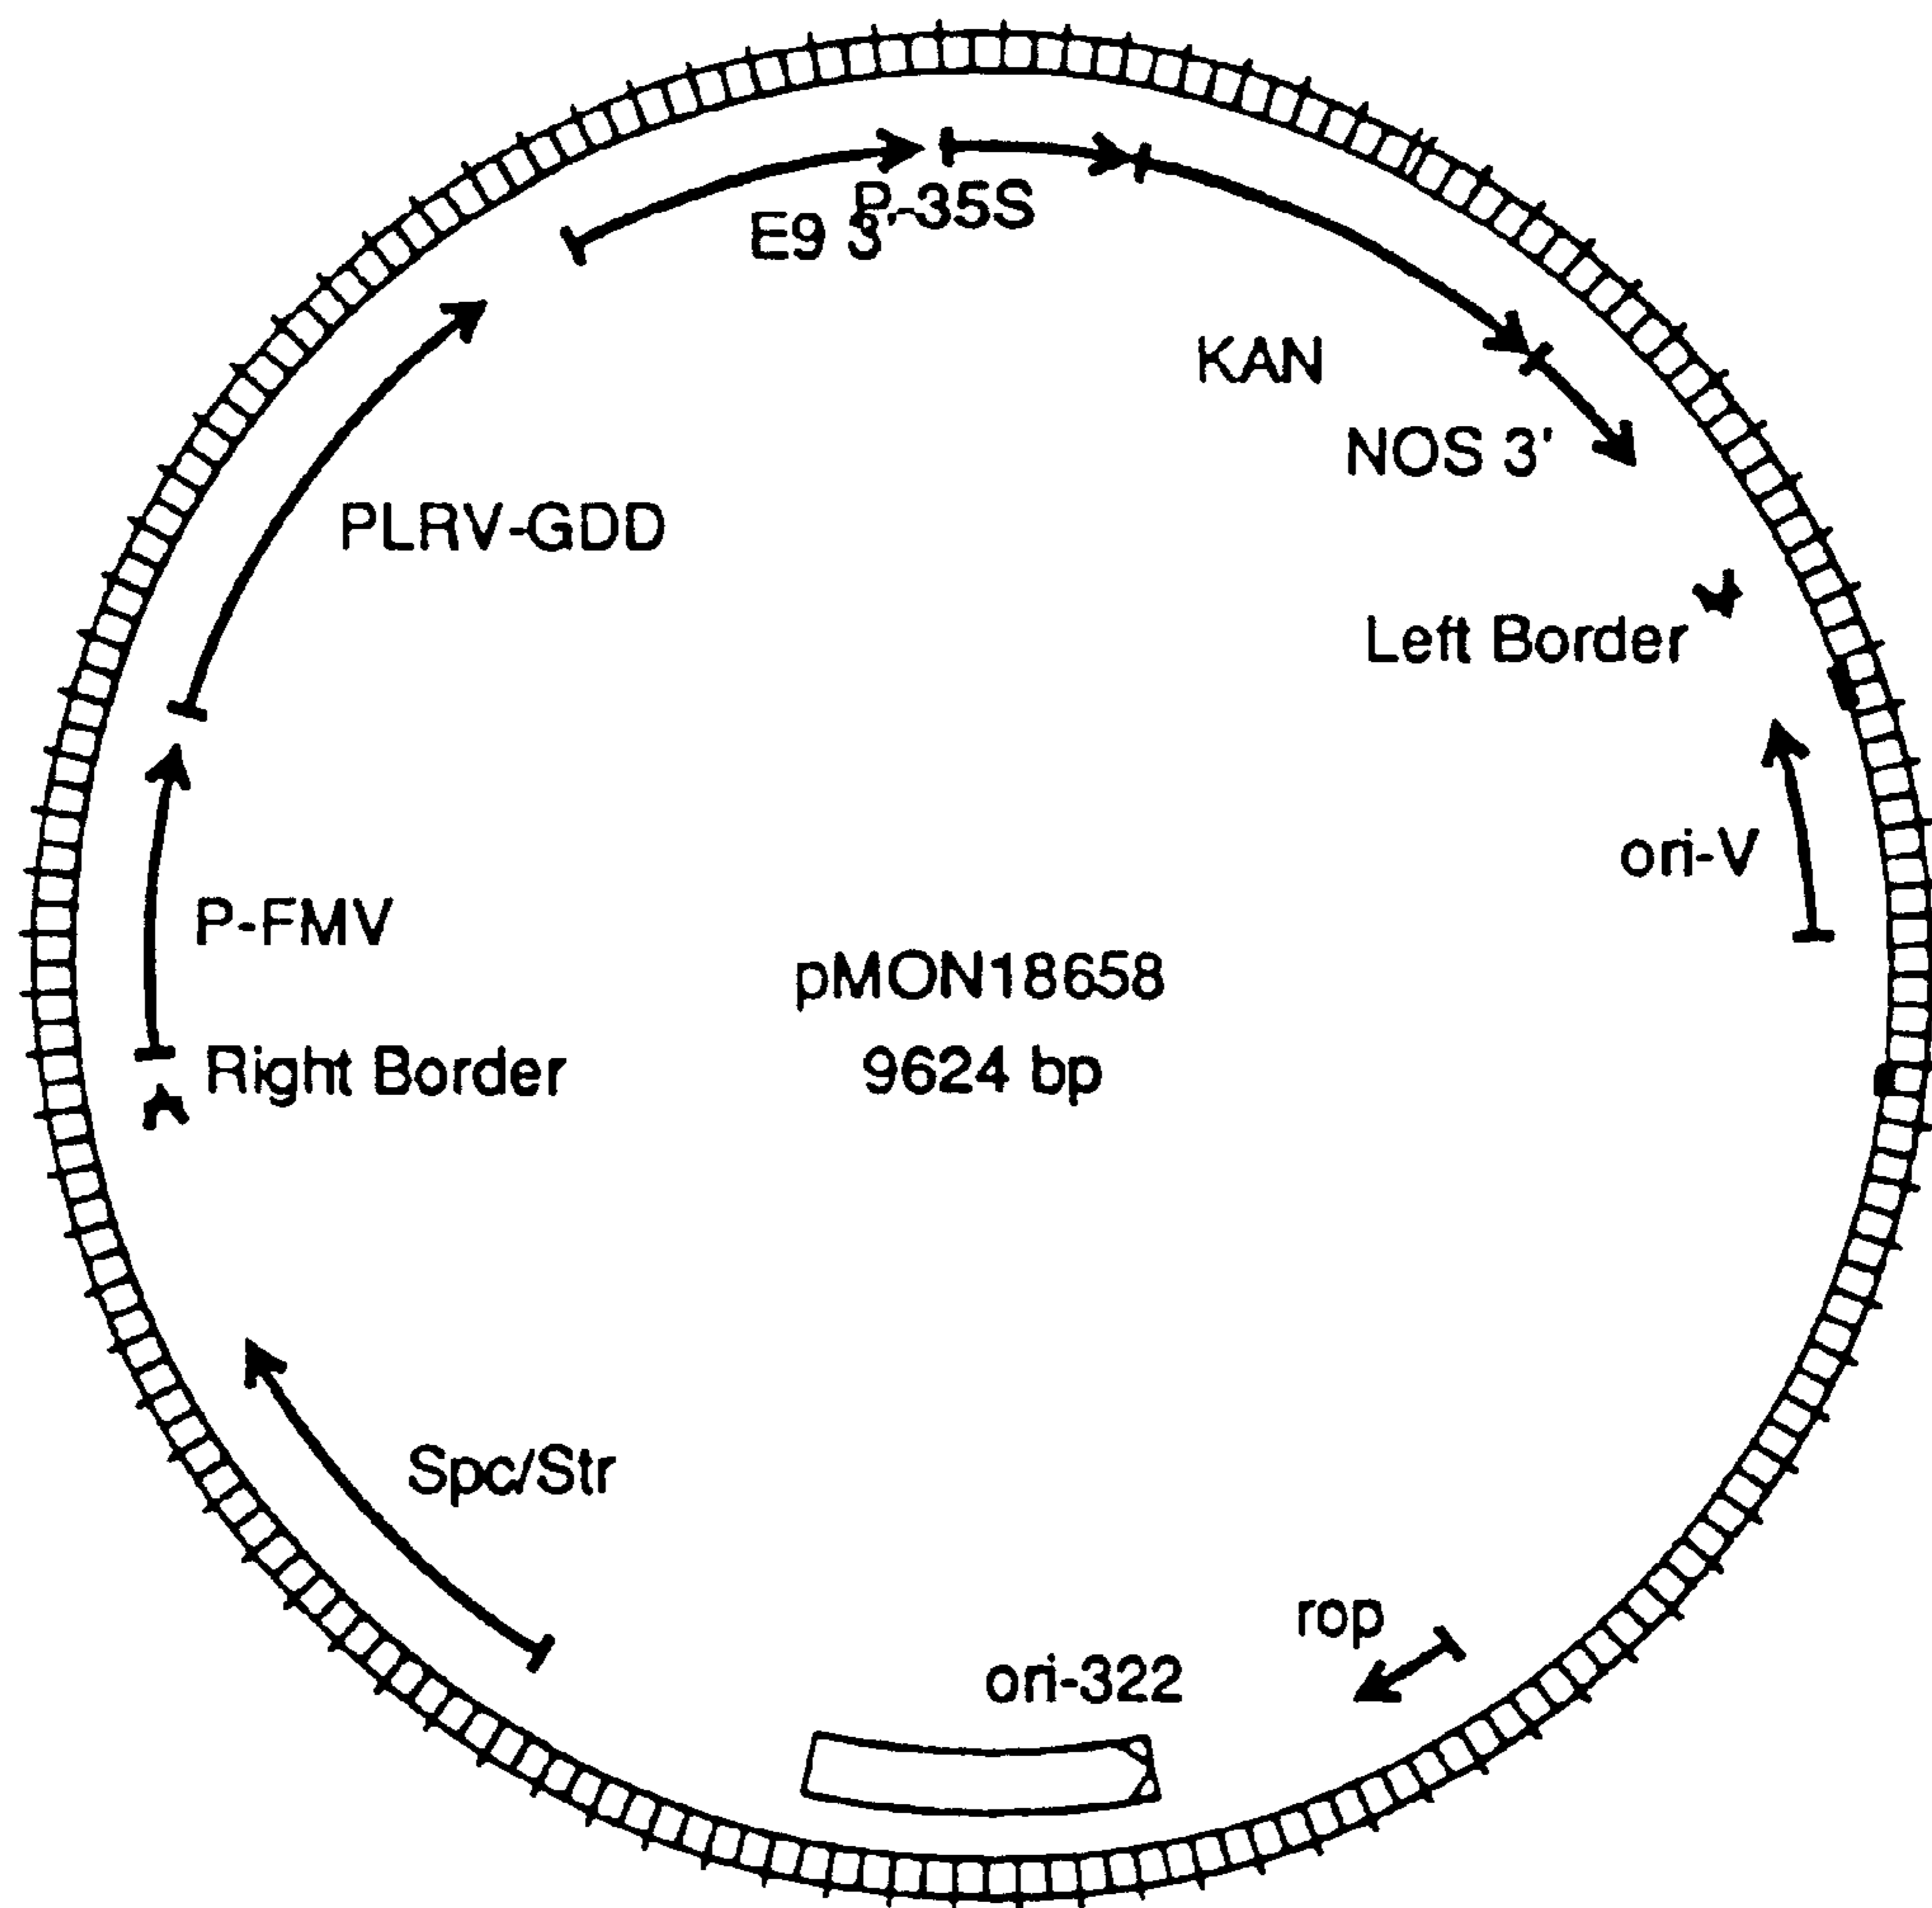 P-35S
E9 3'
KAN
NOS 3'
PLRV-GDD
Left Border
ori-V
P-FMV
pMON18658
Right Border
9624 bp
Spc/Str
rop
ori-322